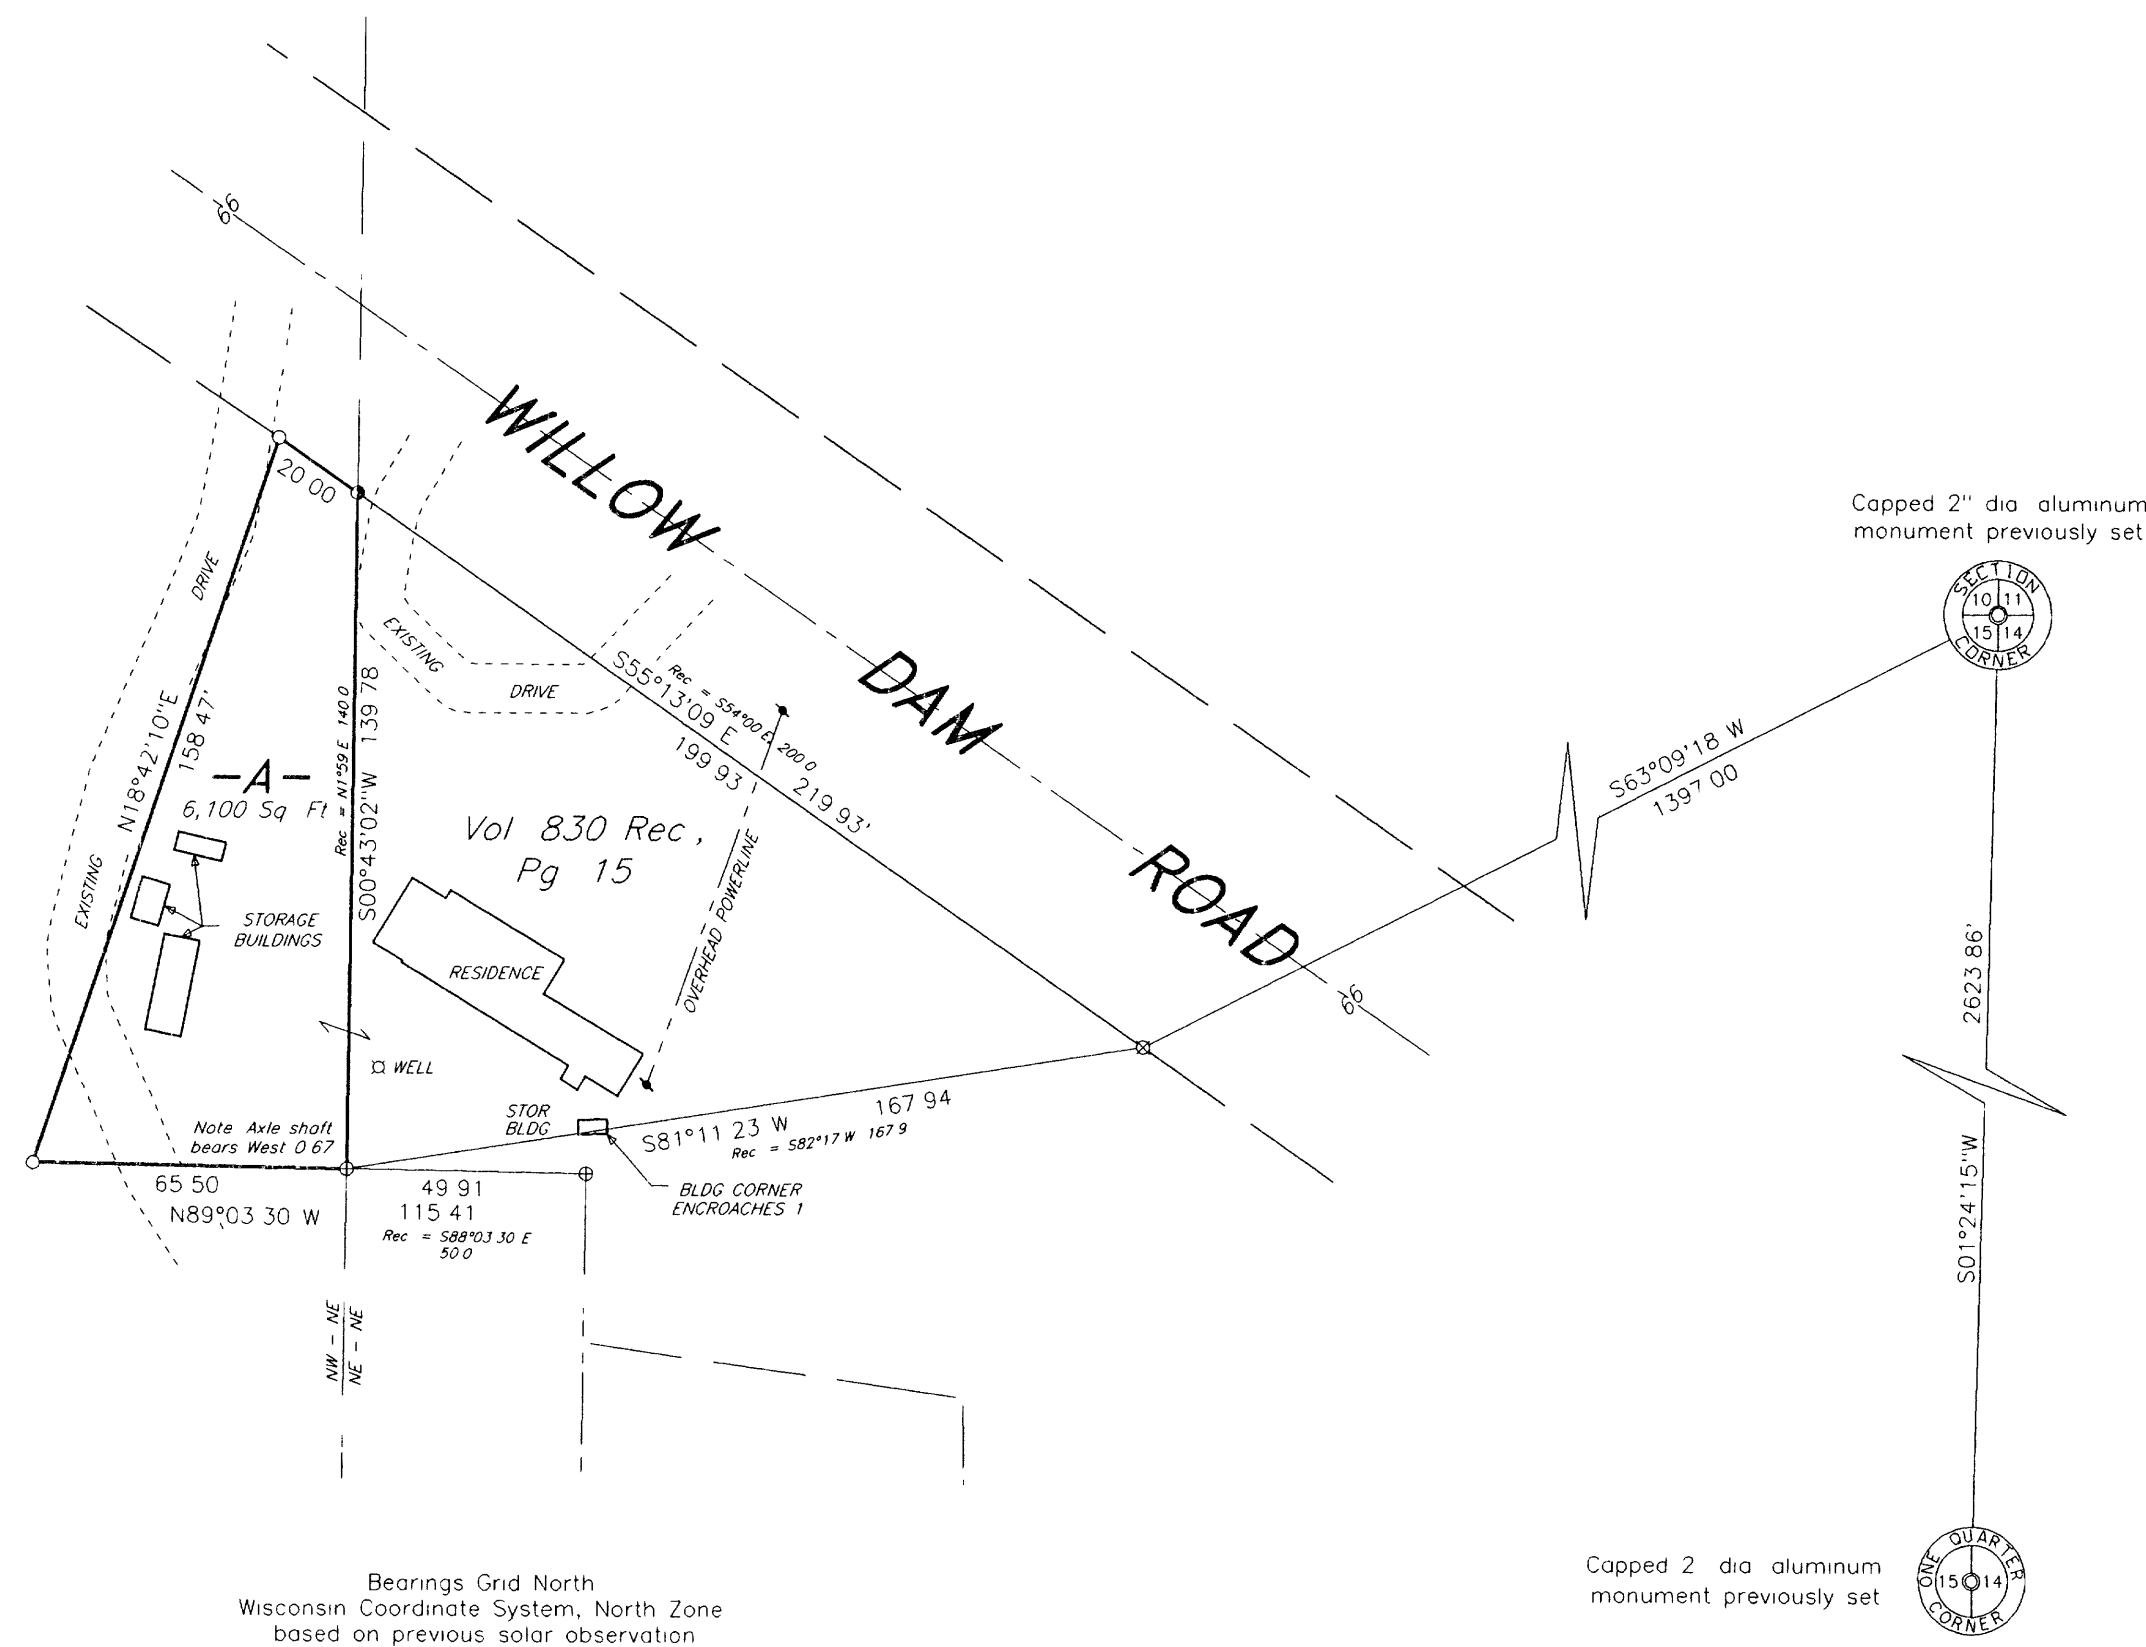 66
WILLOW
DAM
ROAD
66
20 00
DRIVE
EXISTING
DRIVE
EXISTING
N18°42'10"E
158 47'
-A-
6,100 Sq Ft
Rec = N1°59 E 140 0
S00°43'02"W 139 78
S55°13'09 E
Rec = S54°00 E, 200 0
199 93
219 93'
Vol 830 Rec,
Pg 15
OVERHEAD POWERLINE
STORAGE
BUILDINGS
RESIDENCE
WELL
STOR
BLDG
Note Axle shaft
bears West 0 67
167 94
S81°11 23 W
Rec = S82°17 W 167 9
BLDG CORNER
ENCROACHES 1
65 50
N89°03 30 W
49 91
115 41
Rec = S88°03 30 E
50 0
NW - NE
NE - NE
S63°09'18 W
1397 00
Capped 2" dia aluminum
monument previously set
SECTION
10 11
15 14
CORNER
2623 86'
S01°24'15"W
Capped 2 dia aluminum
monument previously set
ONE QUARTER
15 14
CORNER
Bearings Grid North
Wisconsin Coordinate System, North Zone
based on previous solar observation